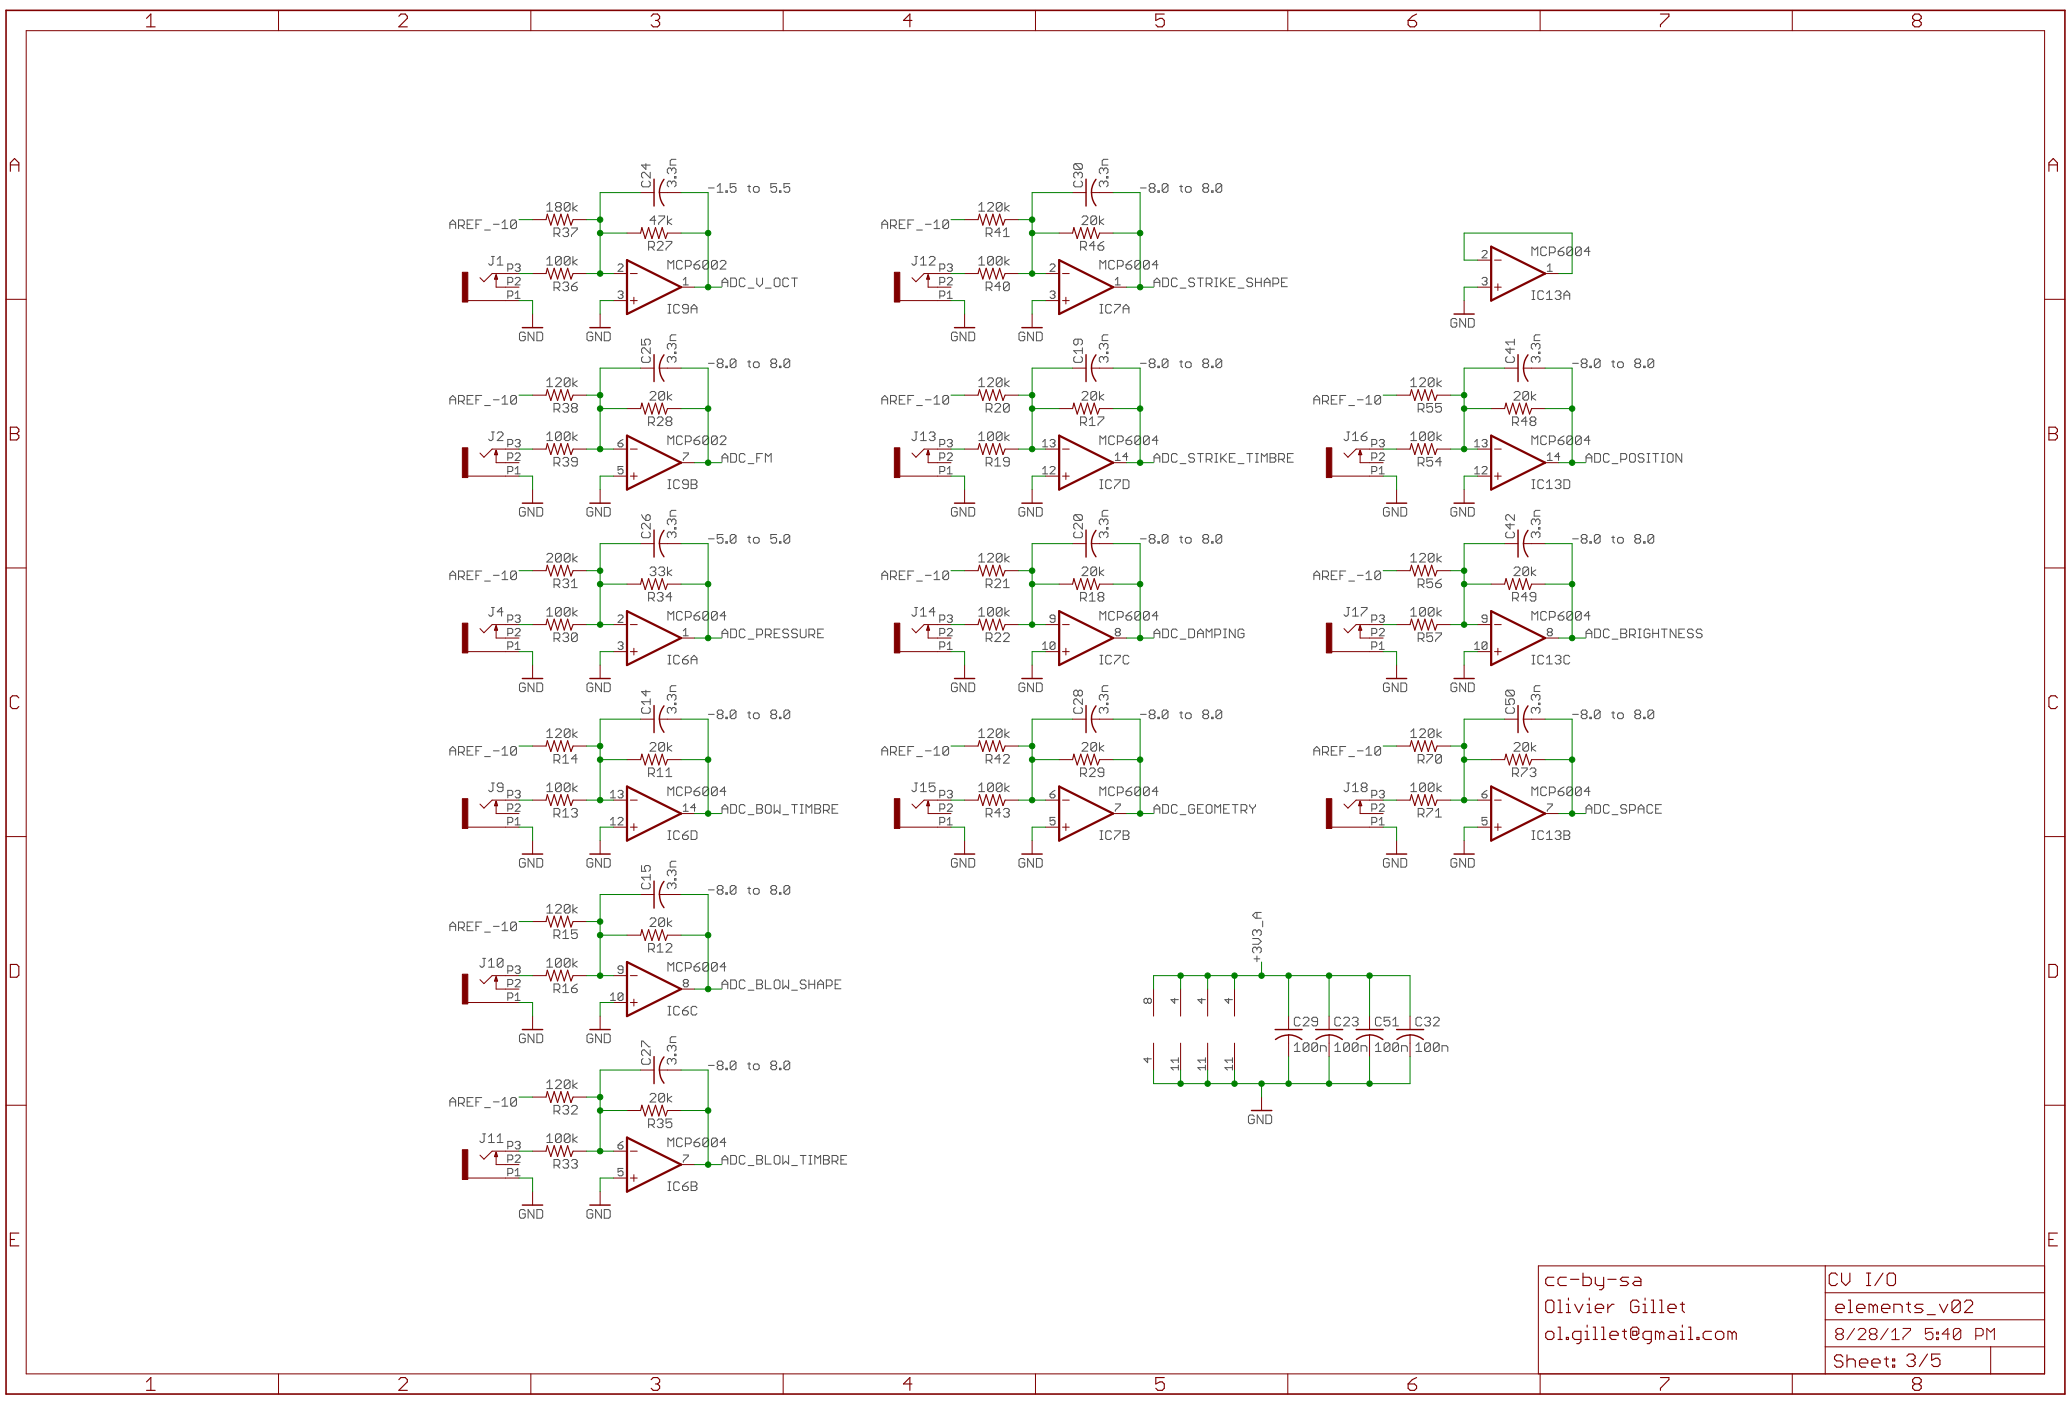 1 2 3 4 5 6 7 8
A A
B B
C C
D D
E E
C24 3.3n
-1.5 to 5.5
180k
AREF_-10
R37
47k
R27
J1 P3 P2 P1
100k
R36
2 3 1
MCP6002
ADC_V_OCT
IC9A
GND GND
C25 3.3n
-8.0 to 8.0
120k
AREF_-10
R38
20k
R28
J2 P3 P2 P1
100k
R39
6 5 7
MCP6002
ADC_FM
IC9B
GND GND
C26 3.3n
-5.0 to 5.0
200k
AREF_-10
R31
33k
R34
J4 P3 P2 P1
100k
R30
2 3 1
MCP6004
ADC_PRESSURE
IC6A
GND GND
C14 3.3n
-8.0 to 8.0
120k
AREF_-10
R14
20k
R11
J9 P3 P2 P1
100k
R13
13 12 14
MCP6004
ADC_BOW_TIMBRE
IC6D
GND GND
C15 3.3n
-8.0 to 8.0
120k
AREF_-10
R15
20k
R12
J10 P3 P2 P1
100k
R16
9 10 8
MCP6004
ADC_BLOW_SHAPE
IC6C
GND GND
C27 3.3n
-8.0 to 8.0
120k
AREF_-10
R32
20k
R35
J11 P3 P2 P1
100k
R33
6 5 7
MCP6004
ADC_BLOW_TIMBRE
IC6B
GND GND
C30 3.3n
-8.0 to 8.0
120k
AREF_-10
R41
20k
R46
J12 P3 P2 P1
100k
R40
2 3 1
MCP6004
ADC_STRIKE_SHAPE
IC7A
GND GND
C19 3.3n
-8.0 to 8.0
120k
AREF_-10
R20
20k
R17
J13 P3 P2 P1
100k
R19
13 12 14
MCP6004
ADC_STRIKE_TIMBRE
IC7D
GND GND
C20 3.3n
-8.0 to 8.0
120k
AREF_-10
R21
20k
R18
J14 P3 P2 P1
100k
R22
9 10 8
MCP6004
ADC_DAMPING
IC7C
GND GND
C28 3.3n
-8.0 to 8.0
120k
AREF_-10
R42
20k
R29
J15 P3 P2 P1
100k
R43
6 5 7
MCP6004
ADC_GEOMETRY
IC7B
GND GND
2 3 1
MCP6004
IC13A
GND
C41 3.3n
-8.0 to 8.0
120k
AREF_-10
R55
20k
R48
J16 P3 P2 P1
100k
R54
13 12 14
MCP6004
ADC_POSITION
IC13D
GND GND
C42 3.3n
-8.0 to 8.0
120k
AREF_-10
R56
20k
R49
J17 P3 P2 P1
100k
R57
9 10 8
MCP6004
ADC_BRIGHTNESS
IC13C
GND GND
C50 3.3n
-8.0 to 8.0
120k
AREF_-10
R70
20k
R73
J18 P3 P2 P1
100k
R71
6 5 7
MCP6004
ADC_SPACE
IC13B
GND GND
+3V3_A
8 4 4 4
C29 C23 C51 C32
100n 100n 100n 100n
4 11 11 11
GND
cc-by-sa
Olivier Gillet
ol.gillet@gmail.com
CV I/O
elements_v02
8/28/17 5:40 PM
Sheet: 3/5
1 2 3 4 5 6 7 8